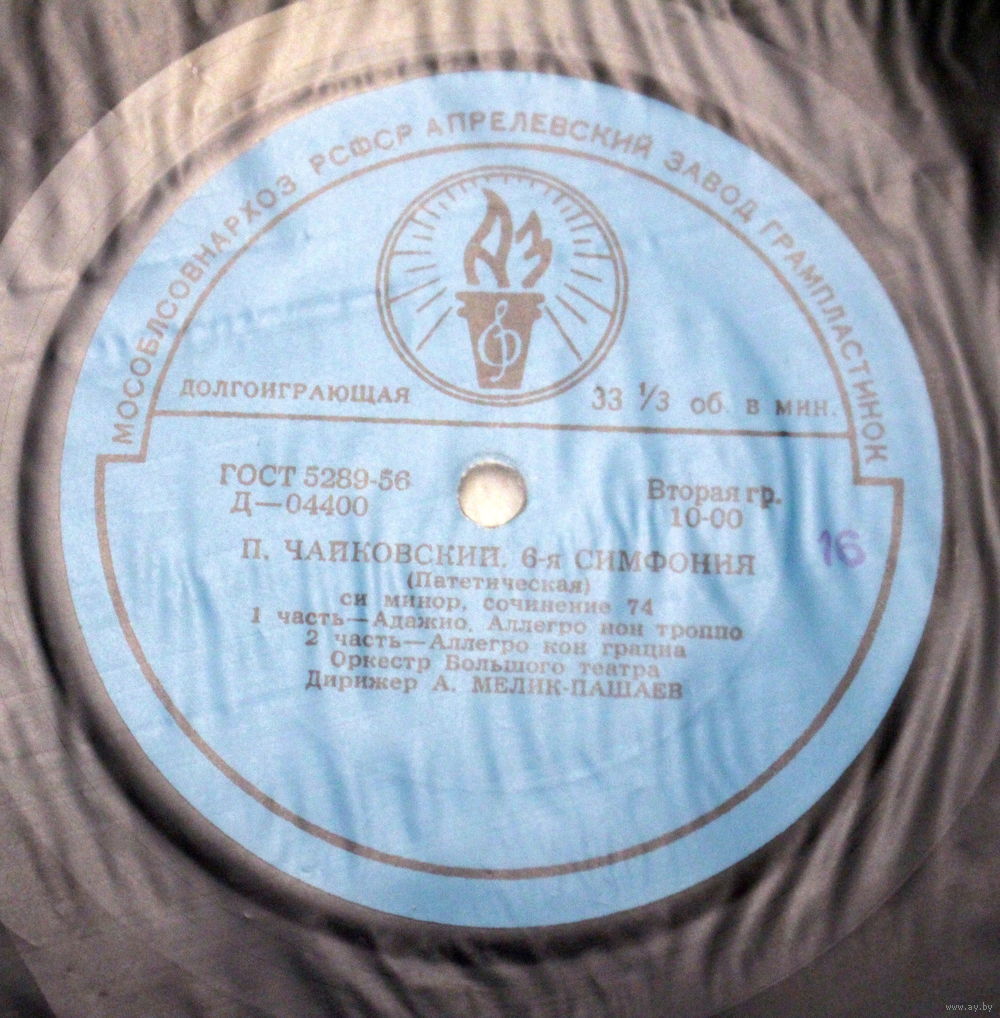 МОСОБЛСОВНАРХОЗ РСФСР АПРЕЛЕВСКИЙ ЗАВОД ГРАМПЛАСТИНОК
АЗ
ДОЛГОИГРАЮЩАЯ 33 1/3 об. в мин.
ГОСТ 5289-56 Вторая гр.
Д—04400 10-00
16
П. ЧАЙКОВСКИЙ. 6-я СИМФОНИЯ
(Патетическая)
си минор, сочинение 74
1 часть—Адажио. Аллегро нон троппо
2 часть—Аллегро кон грациа
Оркестр Большого театра
Дирижер А. МЕЛИК-ПАШАЕВ
www.ay.by